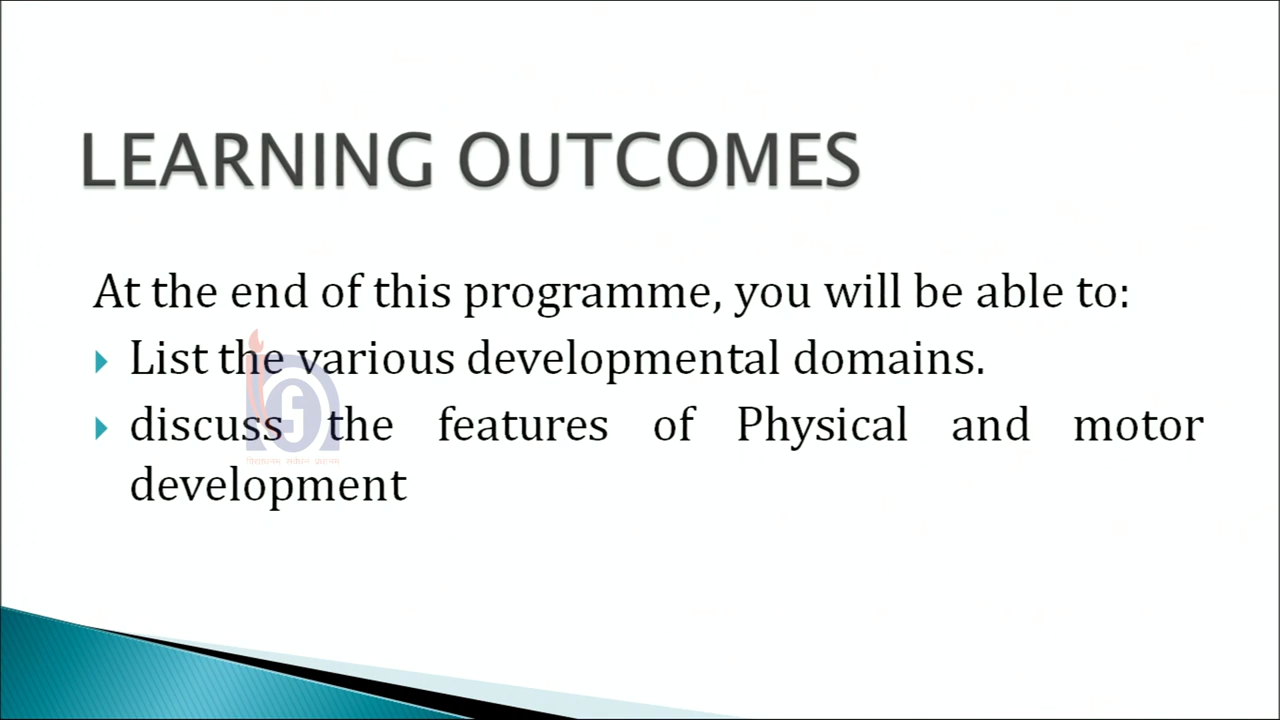 LEARNING OUTCOMES
At the end of this programme, you will be able to:
List the various developmental domains.
discuss the features of Physical and motor
development